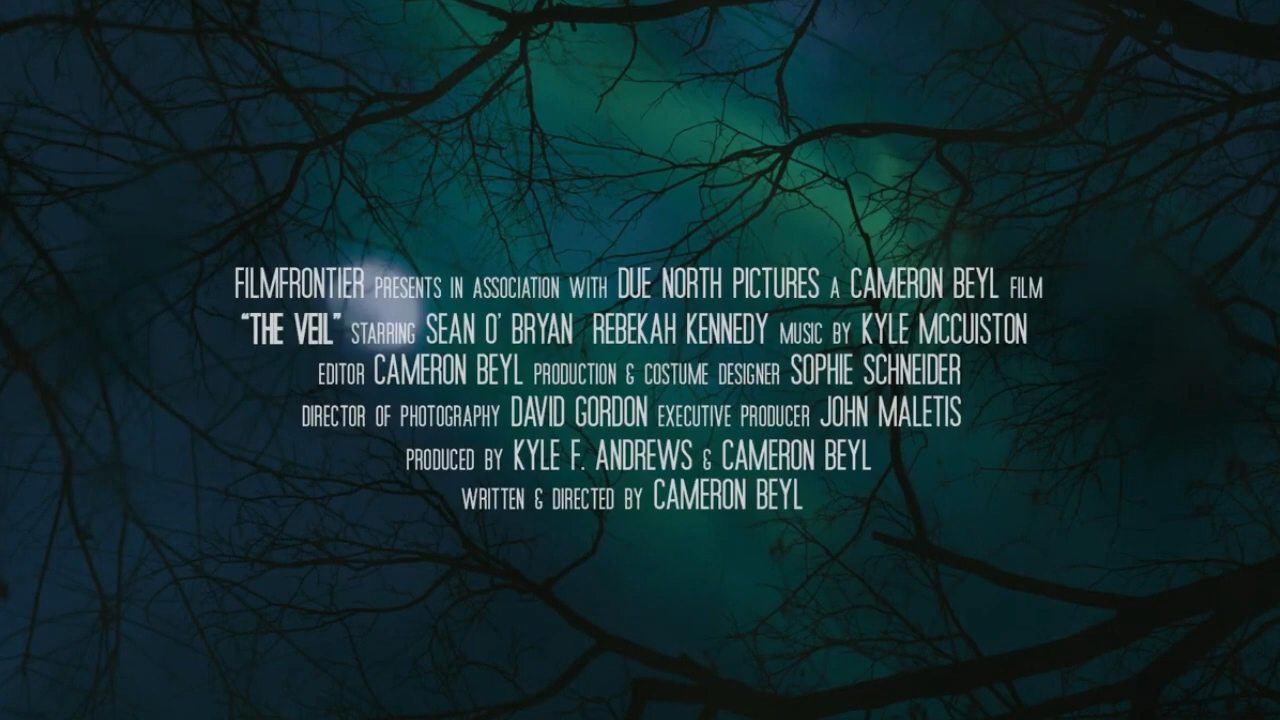 FILMFRONTIER PRESENTS IN ASSOCIATION WITH DUE NORTH PICTURES A CAMERON BEYL FILM
“THE VEIL” STARRING SEAN O' BRYAN REBEKAH KENNEDY MUSIC BY KYLE MCCUISTON
EDITOR CAMERON BEYL PRODUCTION & COSTUME DESIGNER SOPHIE SCHNEIDER
DIRECTOR OF PHOTOGRAPHY DAVID GORDON EXECUTIVE PRODUCER JOHN MALETIS
PRODUCED BY KYLE F. ANDREWS & CAMERON BEYL
WRITTEN & DIRECTED BY CAMERON BEYL